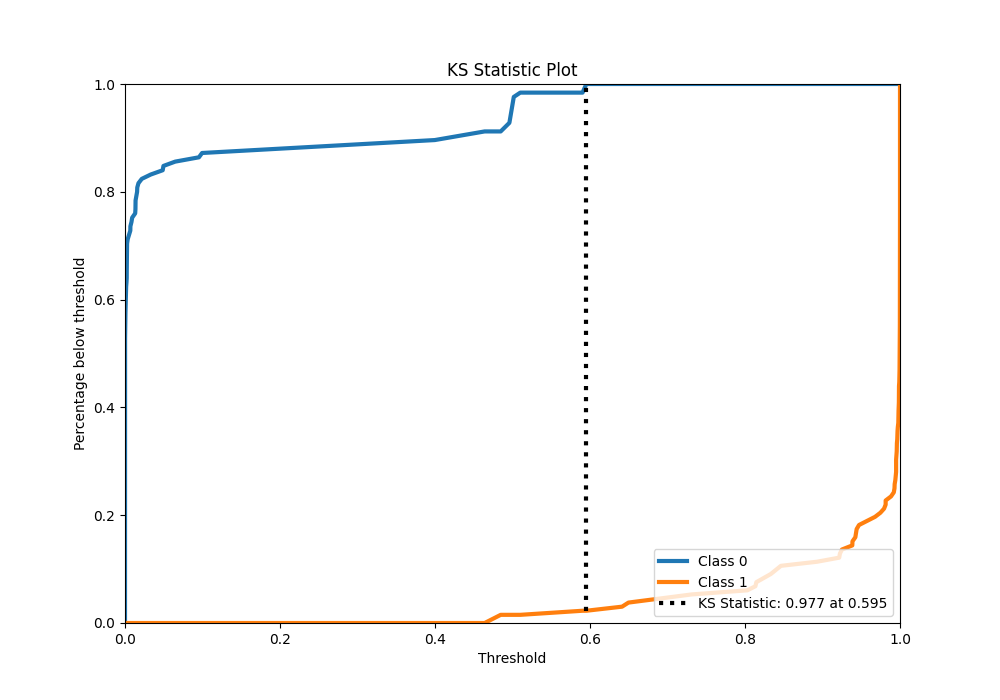 KS Statistic Plot
1.0
0.8
0.6
0.4
0.2
0.0
Percentage below threshold
0.0 0.2 0.4 0.6 0.8 1.0
Threshold
Class 0
Class 1
KS Statistic: 0.977 at 0.595